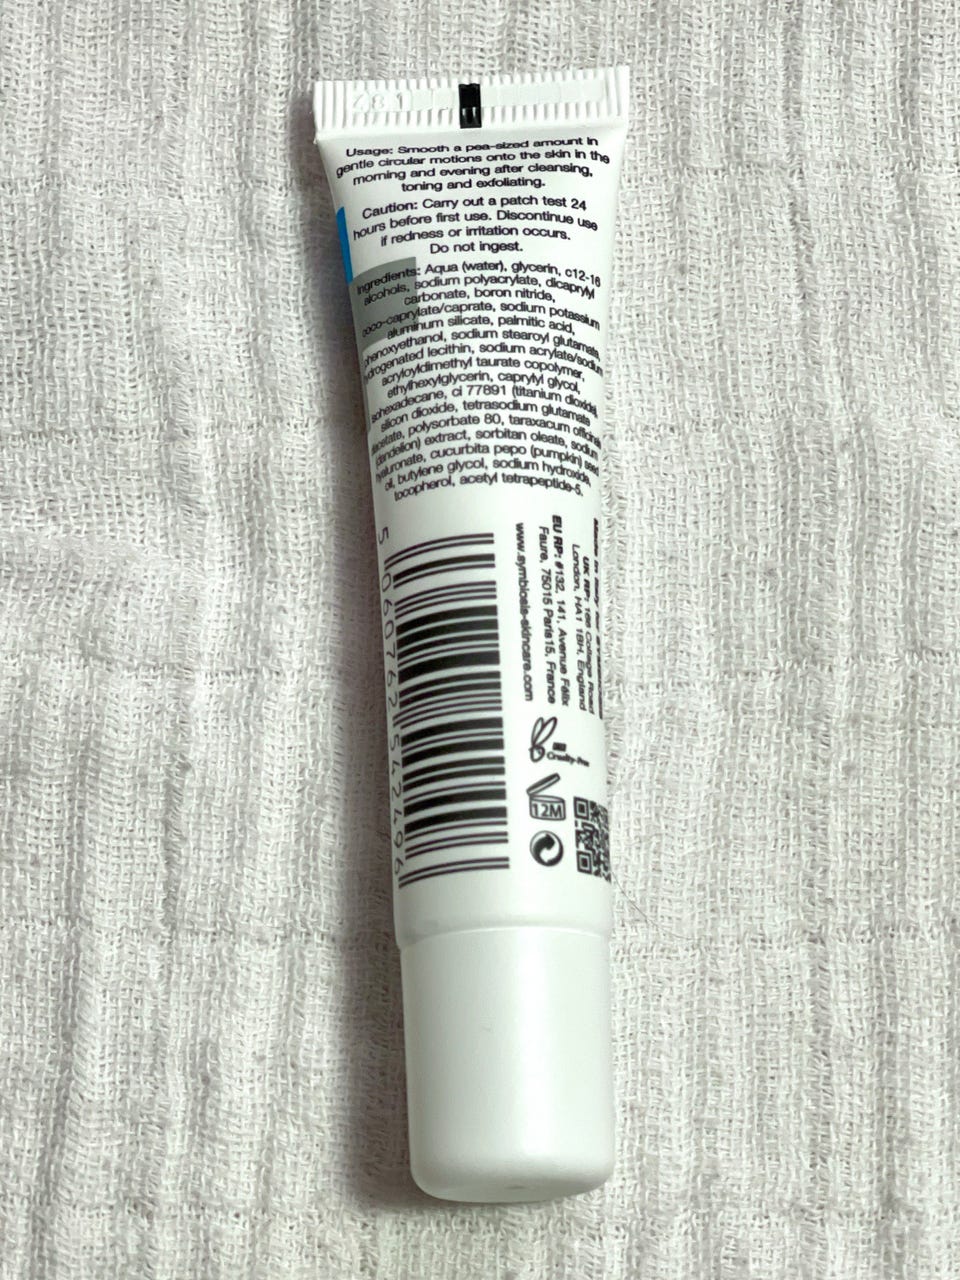 Usage: Smooth a pea-sized amount in
gentle circular motions onto the skin in the
morning and evening after cleansing,
toning and exfoliating.
Caution: Carry out a patch test 24
hours before first use. Discontinue use
if redness or irritation occurs.
Do not ingest.
Ingredients: Aqua (water), glycerin, c12-16
alcohols, sodium polyacrylate, dicaprylyl
carbonate, boron nitride,
coco-caprylate/caprate, sodium potassium
aluminum silicate, palmitic acid,
phenoxyethanol, sodium stearoyl glutamate,
hydrogenated lecithin, sodium acrylate/sodium
acryloyldimethyl taurate copolymer,
ethylhexylglycerin, caprylyl glycol,
isohexadecane, ci 77891 (titanium dioxide),
silicon dioxide, tetrasodium glutamate
diacetate, polysorbate 80, taraxacum
(dandelion) extract, sorbitan oleate, sodium
hyaluronate, cucurbita pepo (pumpkin) seed
oil, butylene glycol, sodium hydroxide,
tocopherol, acetyl tetrapeptide-5.
UK RP: College Road
London, HA1 1BH, England
EU RP: #132, 141, Avenue Félix
Faure, 75015 Paris15, France
www.symbiosis-skincare.com
Cruelty-Free
12M
5 060762 542496